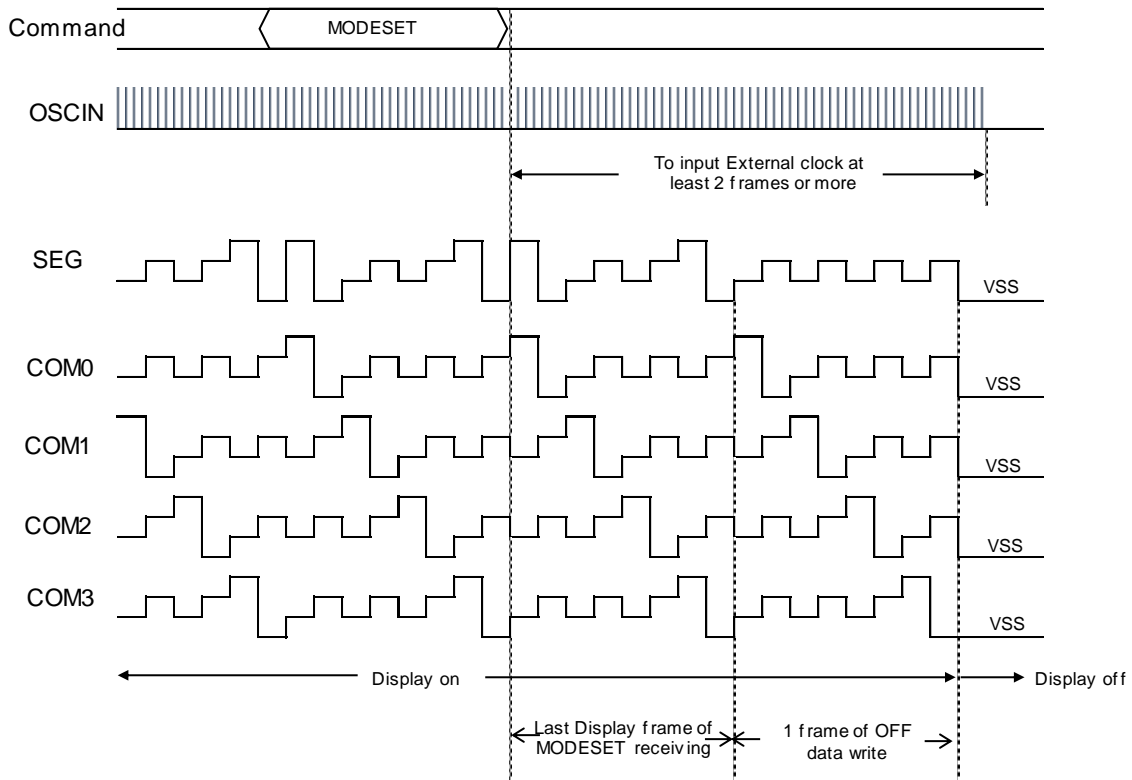 Command
MODESET
OSCIN
To input External clock at
least 2 frames or more
SEG
VSS
COM0
VSS
COM1
VSS
COM2
VSS
COM3
VSS
Display on
Display off
Last Display frame of
MODESET receiving
1 frame of OFF
data write